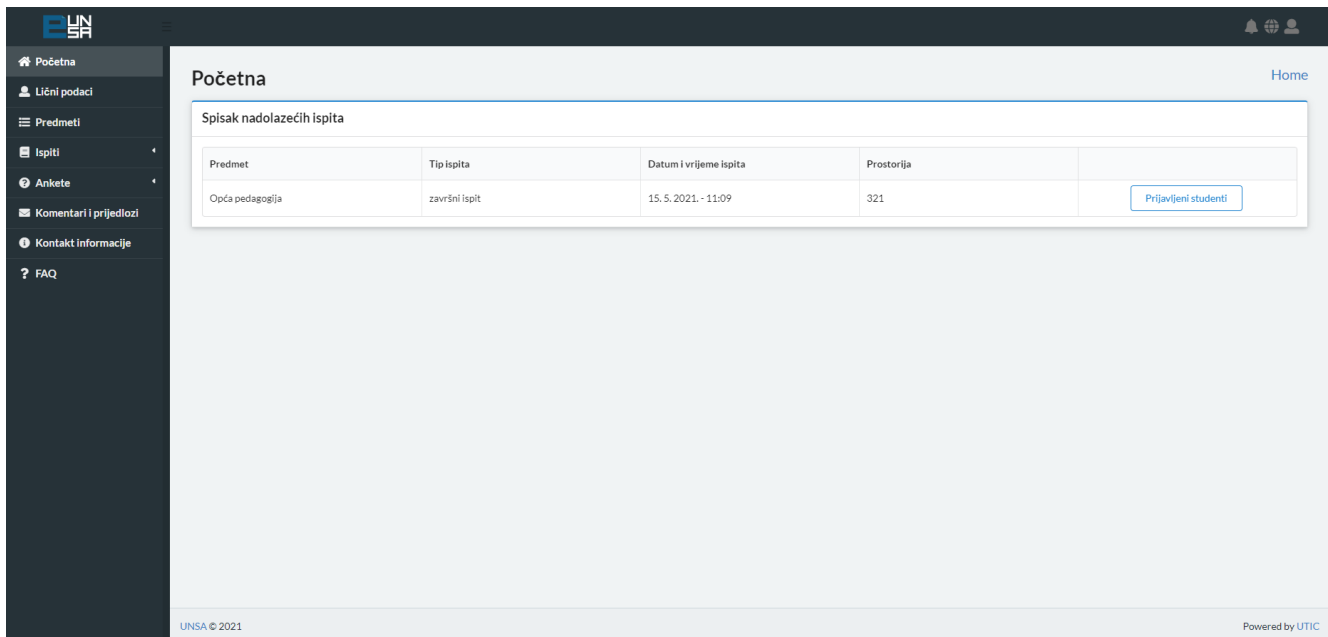 eUNSA
Početna
Lični podaci
Predmeti
Ispiti
Ankete
Komentari i prijedlozi
Kontakt informacije
? FAQ
Početna
Home
Spisak nadolazećih ispita
Predmet Tip ispita Datum i vrijeme ispita Prostorija
Opća pedagogija završni ispit 15. 5. 2021. - 11:09 321 Prijavljeni studenti
UNSA © 2021 Powered by UTIC